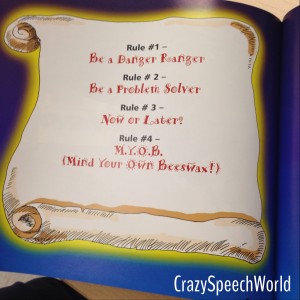 Rule #1 –
Be a Danger Ranger
Rule # 2 –
Be a Problem Solver
Rule # 3 –
Now or Later?
Rule #4 –
M.Y.O.B.
(Mind Your Own Beeswax!)
CrazySpeechWorld